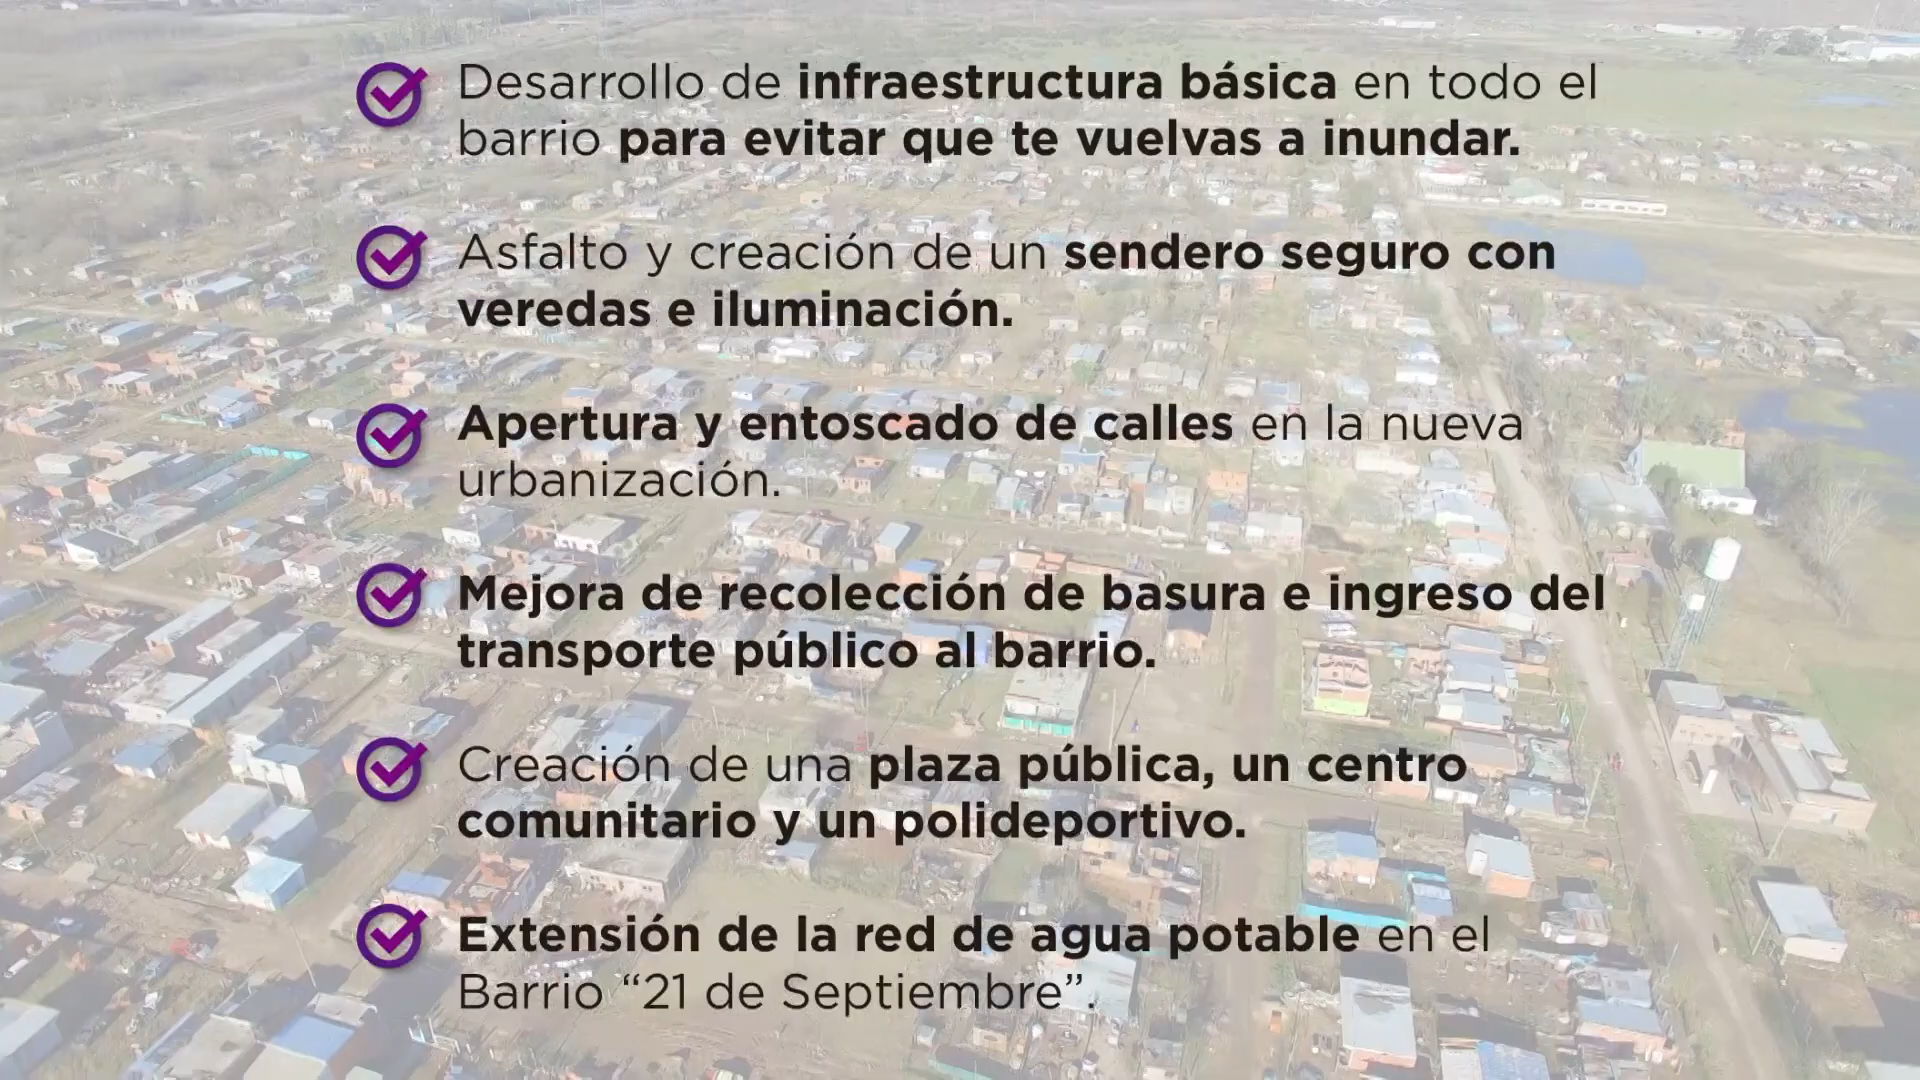 Desarrollo de infraestructura básica en todo el
barrio para evitar que te vuelvas a inundar.
Asfalto y creación de un sendero seguro con
veredas e iluminación.
Apertura y entoscado de calles en la nueva
urbanización.
Mejora de recolección de basura e ingreso del
transporte público al barrio.
Creación de una plaza pública, un centro
comunitario y un polideportivo.
Extensión de la red de agua potable en el
Barrio “21 de Septiembre”.